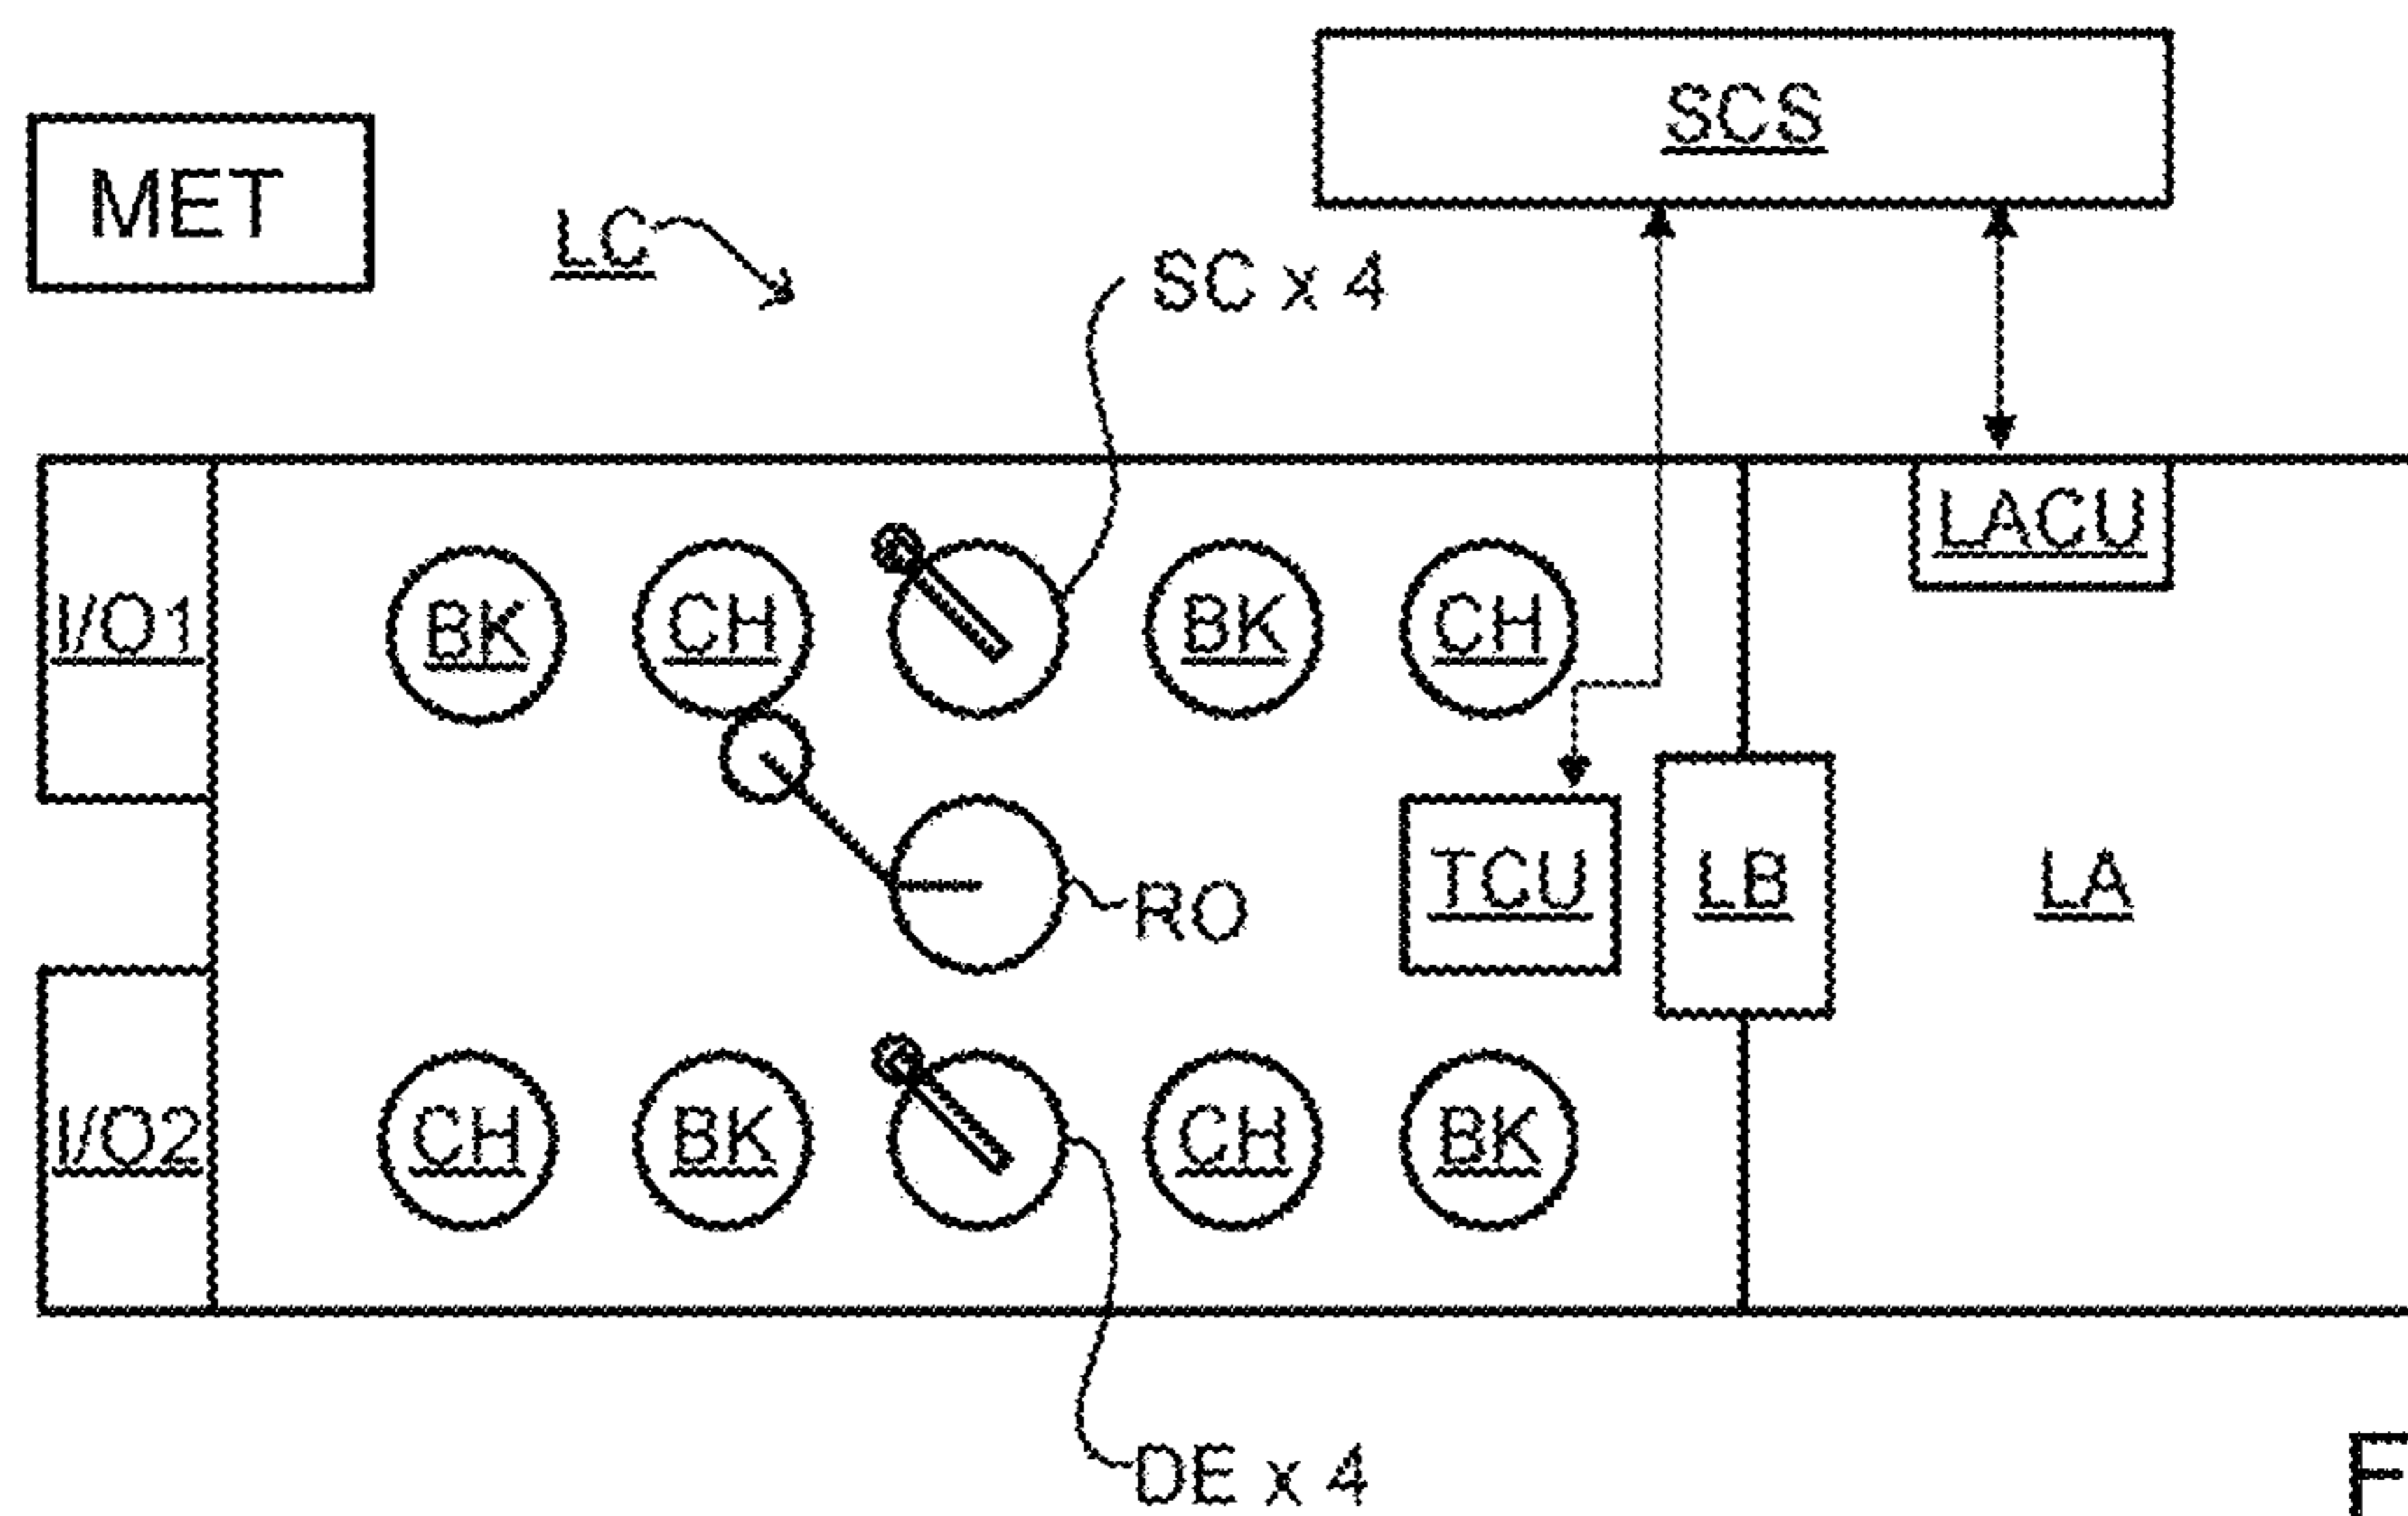 SCS
MET
LC
SC x 4
LACU
I/O1
BK
CH
BK
CH
TCU
LB
LA
RO
I/O2
CH
BK
CH
BK
DE x 4
F